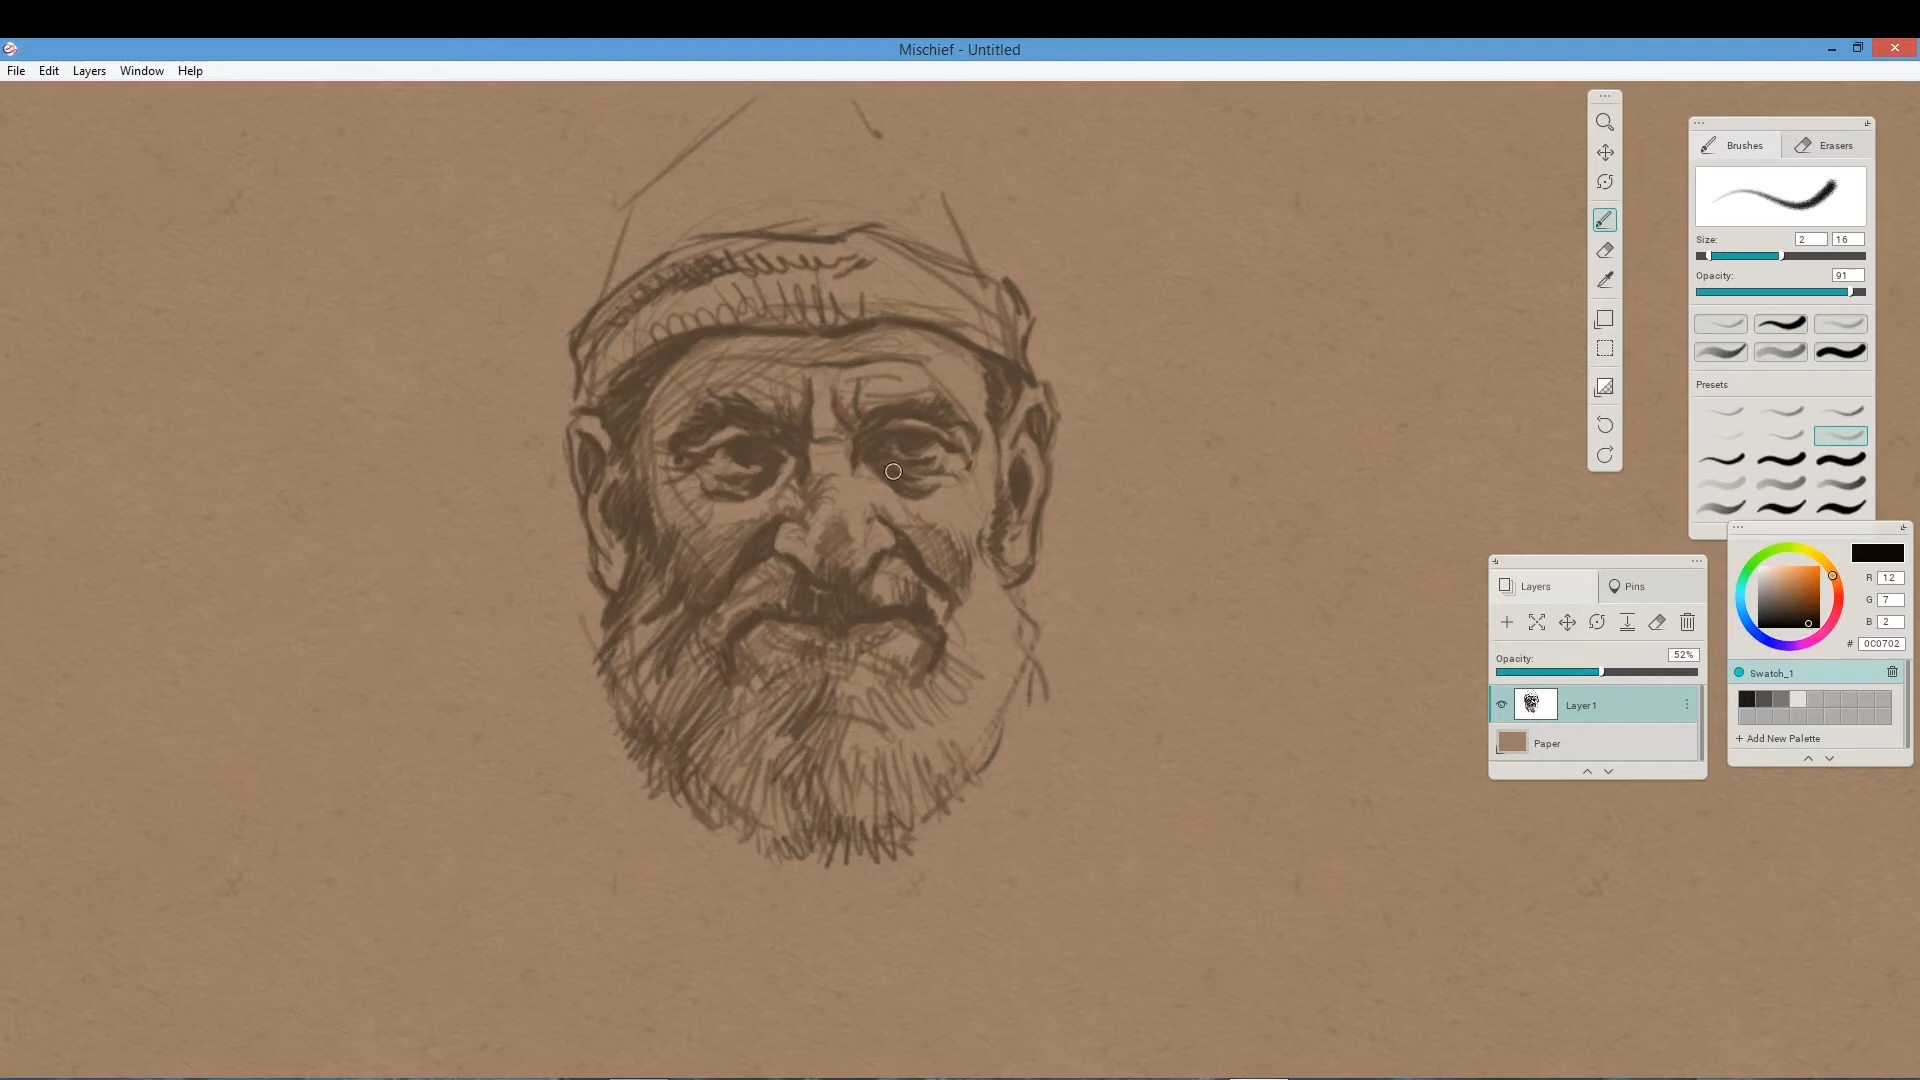 Mischief - Untitled
File Edit Layers Window Help
Brushes Erasers
Size: 2 16
Opacity: 91
Presets
Layers Pins
Opacity: 52%
Layer 1
Paper
R 12
G 7
B 2
# 0C0702
Swatch_1
+ Add New Palette